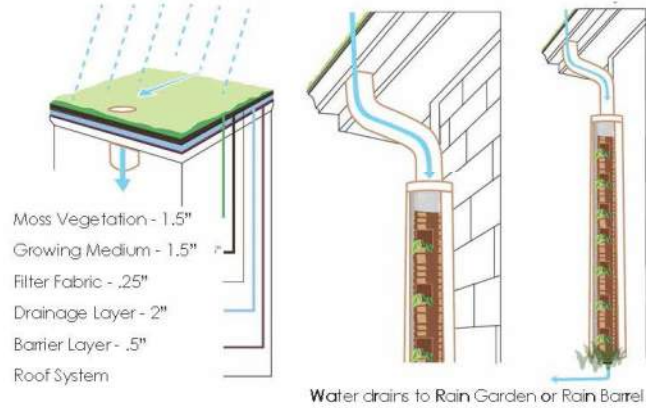 Moss Vegetation - 1.5"
Growing Medium - 1.5"
Filter Fabric - .25"
Drainage Layer - 2"
Barrier Layer - .5"
Roof System
Water drains to Rain Garden or Rain Barrel